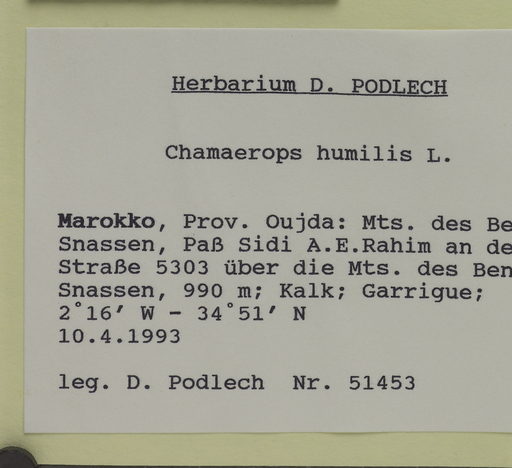 Herbarium D. PODLECH
Chamaerops humilis L.
Marokko, Prov. Oujda: Mts. des Be
Snassen, Paß Sidi A.E.Rahim an de
Straße 5303 über die Mts. des Ben
Snassen, 990 m; Kalk; Garrigue;
2°16' W - 34°51' N
10.4.1993
leg. D. Podlech Nr. 51453